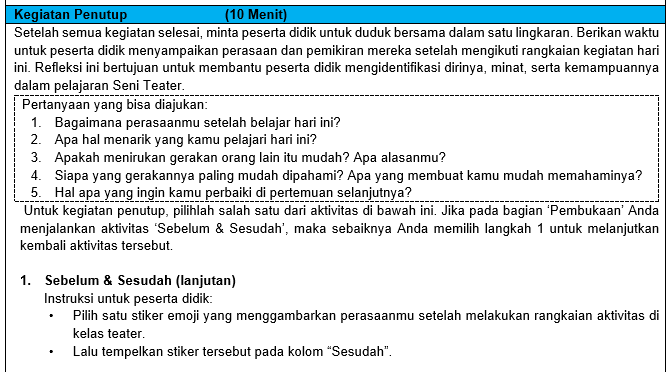 Kegiatan Penutup (10 Menit)
Setelah semua kegiatan selesai, minta peserta didik untuk duduk bersama dalam satu lingkaran. Berikan waktu
untuk peserta didik menyampaikan perasaan dan pemikiran mereka setelah mengikuti rangkaian kegiatan hari
ini. Refleksi ini bertujuan untuk membantu peserta didik mengidentifikasi dirinya, minat, serta kemampuannya
dalam pelajaran Seni Teater.
Pertanyaan yang bisa diajukan:
1. Bagaimana perasaanmu setelah belajar hari ini?
2. Apa hal menarik yang kamu pelajari hari ini?
3. Apakah menirukan gerakan orang lain itu mudah? Apa alasanmu?
4. Siapa yang gerakannya paling mudah dipahami? Apa yang membuat kamu mudah memahaminya?
5. Hal apa yang ingin kamu perbaiki di pertemuan selanjutnya?
Untuk kegiatan penutup, pilihlah salah satu dari aktivitas di bawah ini. Jika pada bagian 'Pembukaan' Anda
menjalankan aktivitas 'Sebelum & Sesudah', maka sebaiknya Anda memilih langkah 1 untuk melanjutkan
kembali aktivitas tersebut.
1. Sebelum & Sesudah (lanjutan)
Instruksi untuk peserta didik:
• Pilih satu stiker emoji yang menggambarkan perasaanmu setelah melakukan rangkaian aktivitas di
kelas teater.
• Lalu tempelkan stiker tersebut pada kolom “Sesudah”.